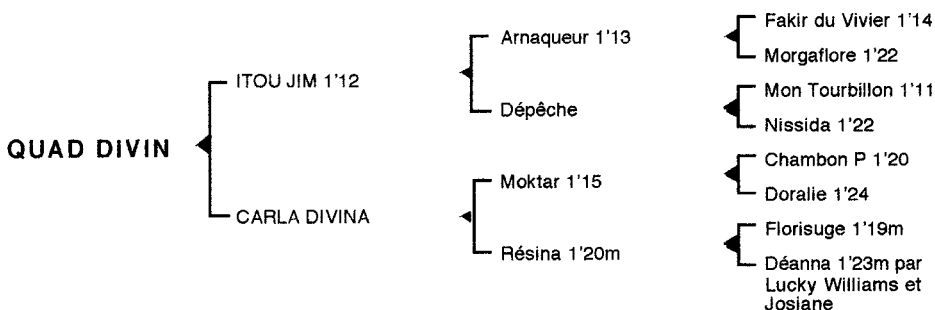 QUAD DIVIN
ITOU JIM 1'12
CARLA DIVINA
Arnaqueur 1'13
Dépêche
Moktar 1'15
Résina 1'20m
Fakir du Vivier 1'14
Morgaflore 1'22
Mon Tourbillon 1'11
Nissida 1'22
Chambon P 1'20
Doralie 1'24
Florisuge 1'19m
Déanna 1'23m par
Lucky Williams et
Josiane